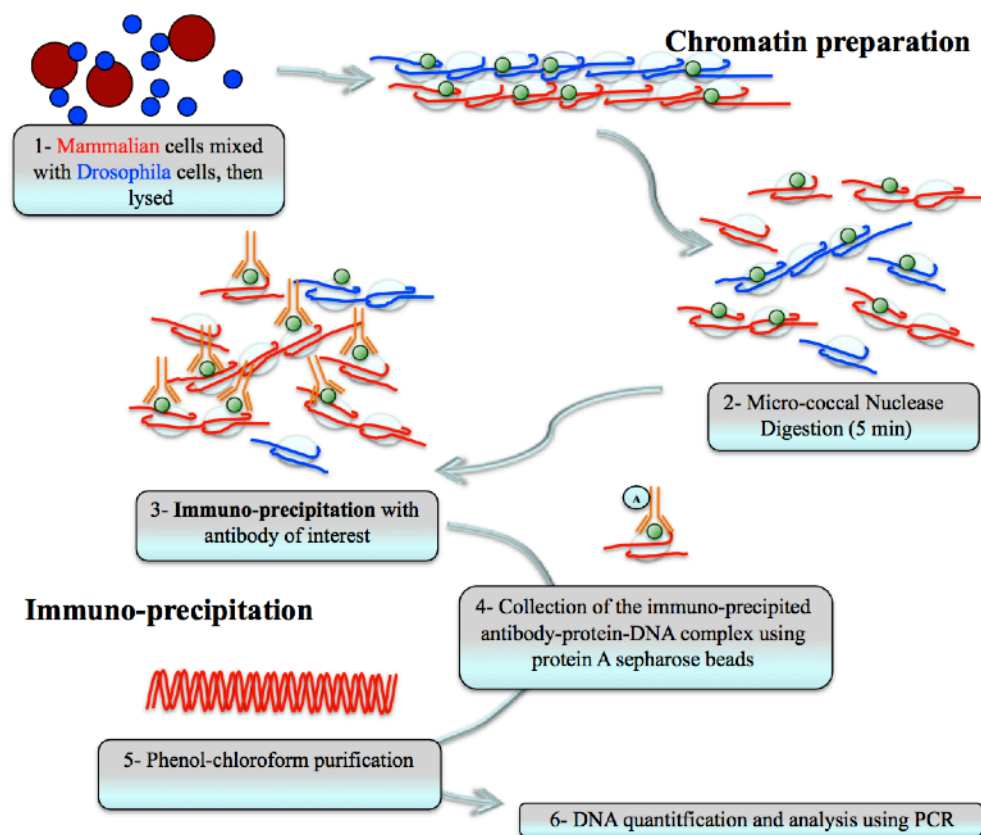 Chromatin preparation
1- Mammalian cells mixed
with Drosophila cells, then
lysed
2- Micro-coccal Nuclease
Digestion (5 min)
3- Immuno-precipitation with
antibody of interest
A
Immuno-precipitation
4- Collection of the immuno-precipited
antibody-protein-DNA complex using
protein A sepharose beads
5- Phenol-chloroform purification
6- DNA quantitfication and analysis using PCR